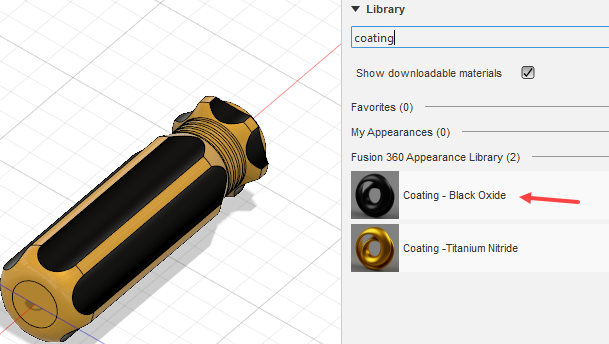 Library
coating
Show downloadable materials
Favorites (0)
My Appearances (0)
Fusion 360 Appearance Library (2)
Coating - Black Oxide
Coating -Titanium Nitride